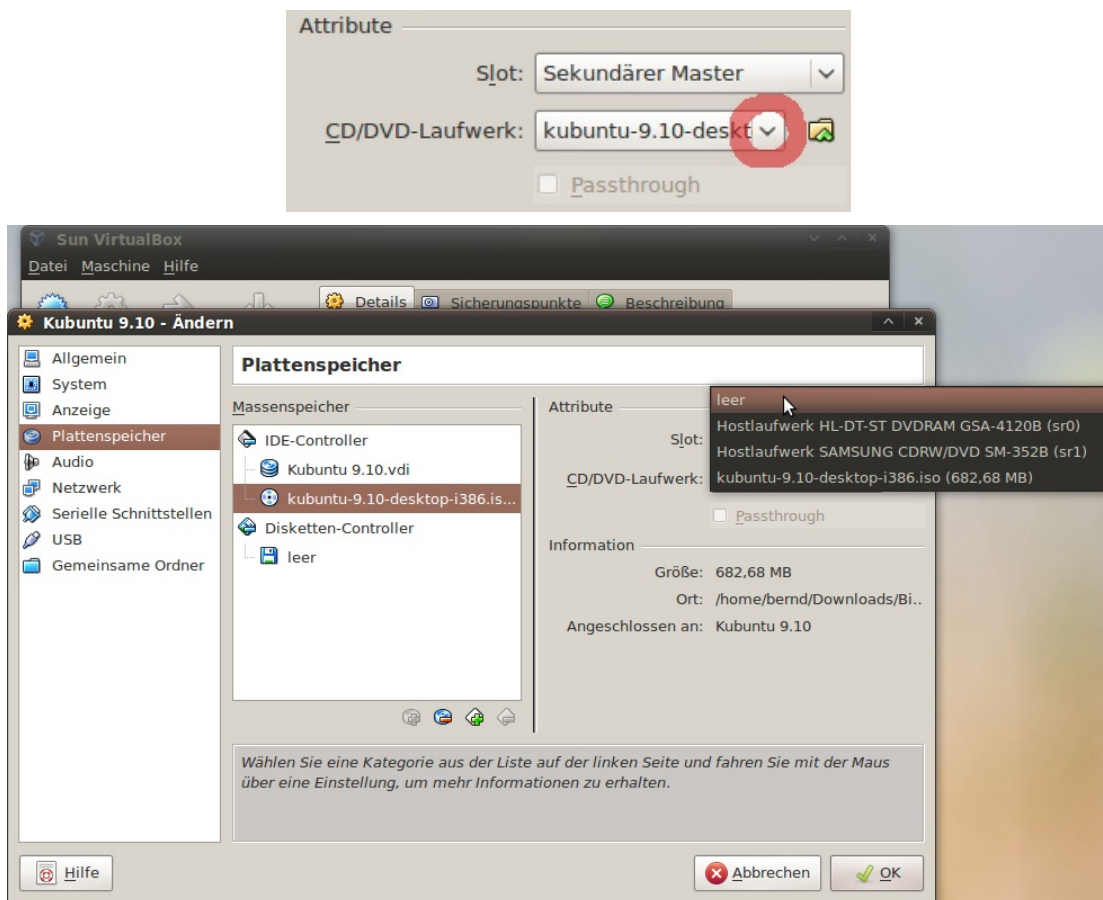 Attribute
Slot: Sekundärer Master
CD/DVD-Laufwerk: kubuntu-9.10-deskt
Passthrough
Sun VirtualBox
Datei Maschine Hilfe
Details Sicherungspunkte Beschreibung
Kubuntu 9.10 - Ändern
Allgemein
System
Anzeige
Plattenspeicher
Audio
Netzwerk
Serielle Schnittstellen
USB
Gemeinsame Ordner
Plattenspeicher
Massenspeicher
IDE-Controller
Kubuntu 9.10.vdi
kubuntu-9.10-desktop-i386.is...
Disketten-Controller
leer
Attribute
Slot:
CD/DVD-Laufwerk:
leer
Hostlaufwerk HL-DT-ST DVDRAM GSA-4120B (sr0)
Hostlaufwerk SAMSUNG CDRW/DVD SM-352B (sr1)
kubuntu-9.10-desktop-i386.iso (682,68 MB)
Passthrough
Information
Größe: 682,68 MB
Ort: /home/bernd/Downloads/Bi..
Angeschlossen an: Kubuntu 9.10
Wählen Sie eine Kategorie aus der Liste auf der linken Seite und fahren Sie mit der Maus
über eine Einstellung, um mehr Informationen zu erhalten.
Hilfe
Abbrechen
OK